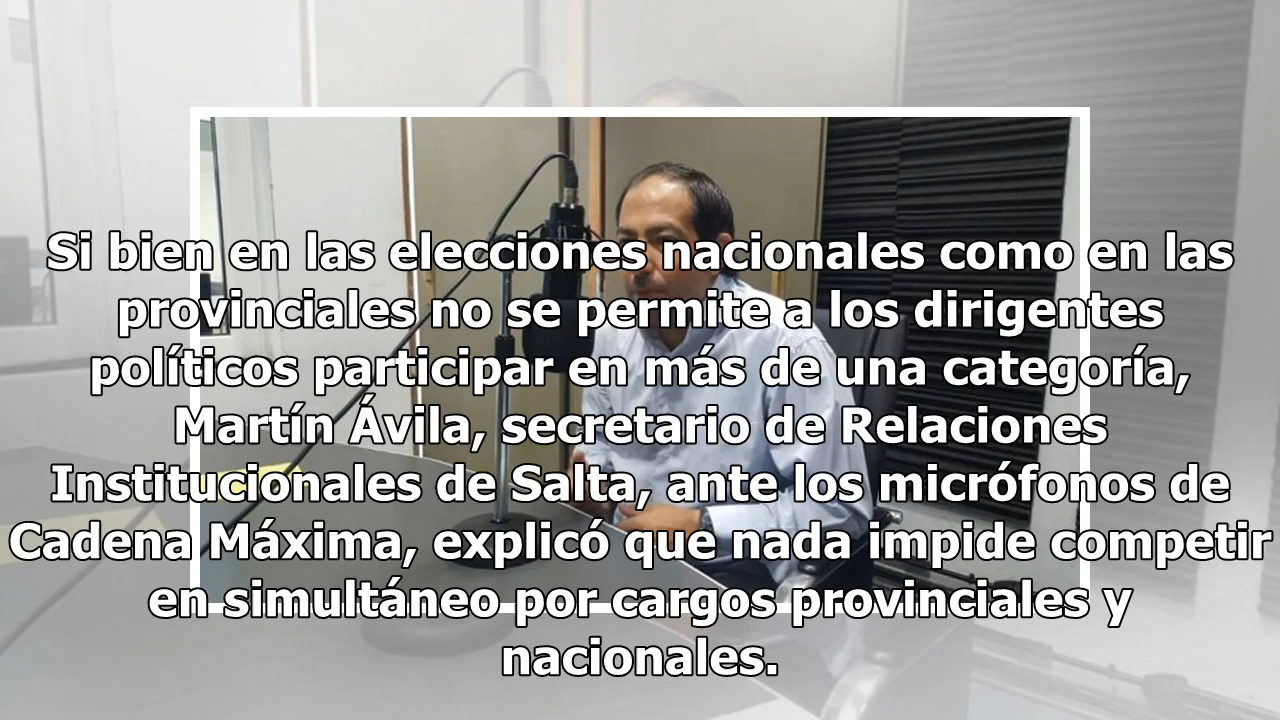 Si bien en las elecciones nacionales como en las
provinciales no se permite a los dirigentes
políticos participar en más de una categoría,
Martín Ávila, secretario de Relaciones
Institucionales de Salta, ante los micrófonos de
Cadena Máxima, explicó que nada impide competir
en simultáneo por cargos provinciales y
nacionales.